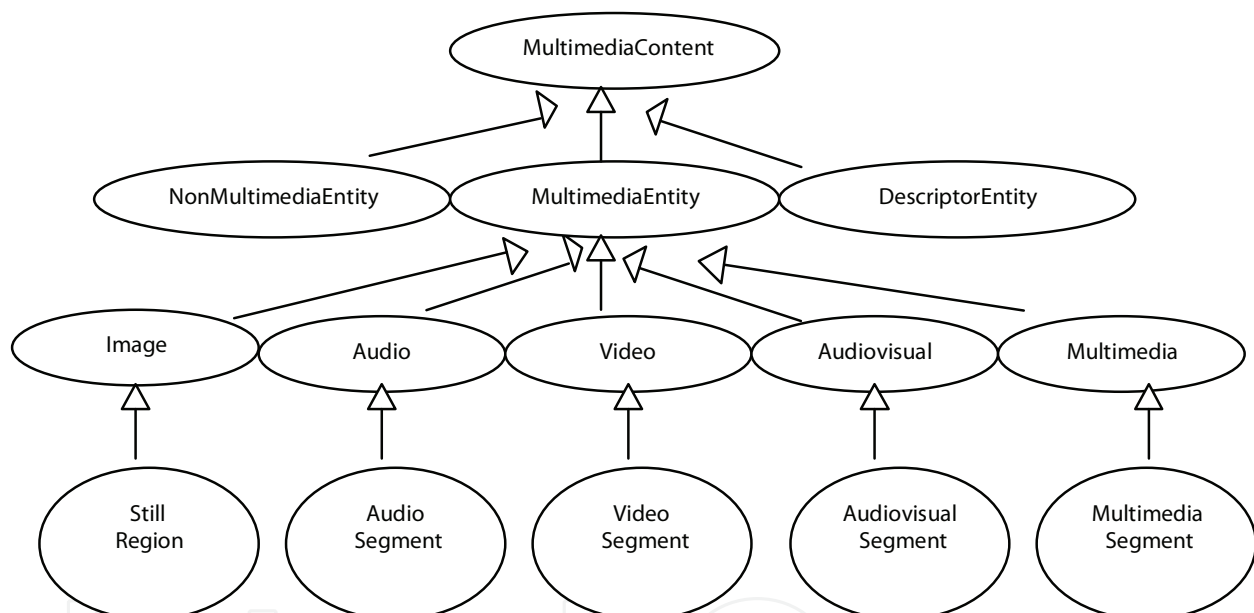 MultimediaContent
NonMultimediaEntity
MultimediaEntity
DescriptorEntity
Image
Audio
Video
Audiovisual
Multimedia
Still
Region
Audio
Segment
Video
Segment
Audiovisual
Segment
Multimedia
Segment